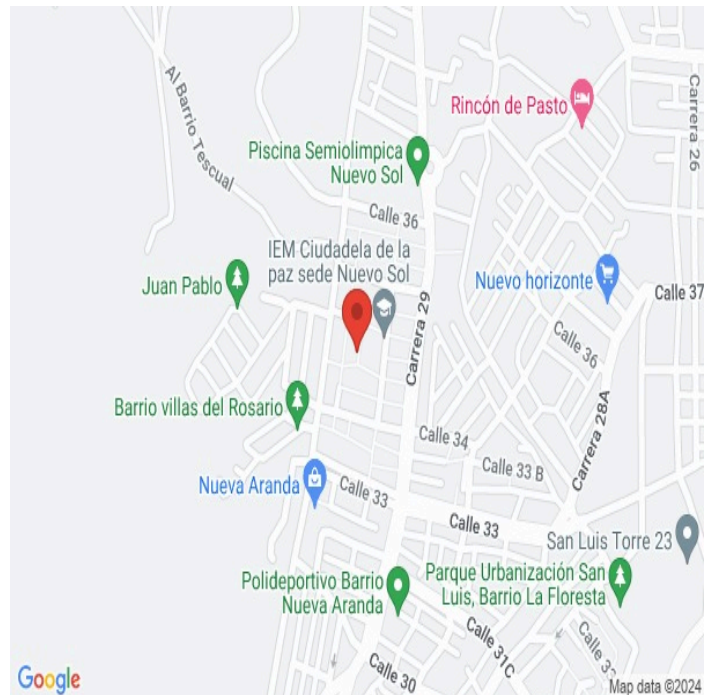 Al Barrio Tescual
Rincón de Pasto
Carrera 26
Piscina Semiolimpica
Nuevo Sol
Calle 36
IEM Ciudadela de la
paz sede Nuevo Sol
Juan Pablo
Nuevo horizonte
Calle 37
Carrera 29
Calle 36
Barrio villas del Rosario
Calle 34
Carrera 28A
Calle 33 B
Nueva Aranda
Calle 33
Calle 33
San Luis Torre 23
Polideportivo Barrio
Nueva Aranda
Parque Urbanización San
Luis, Barrio La Floresta
Calle 31C
Calle 30
Google
Map data ©2024